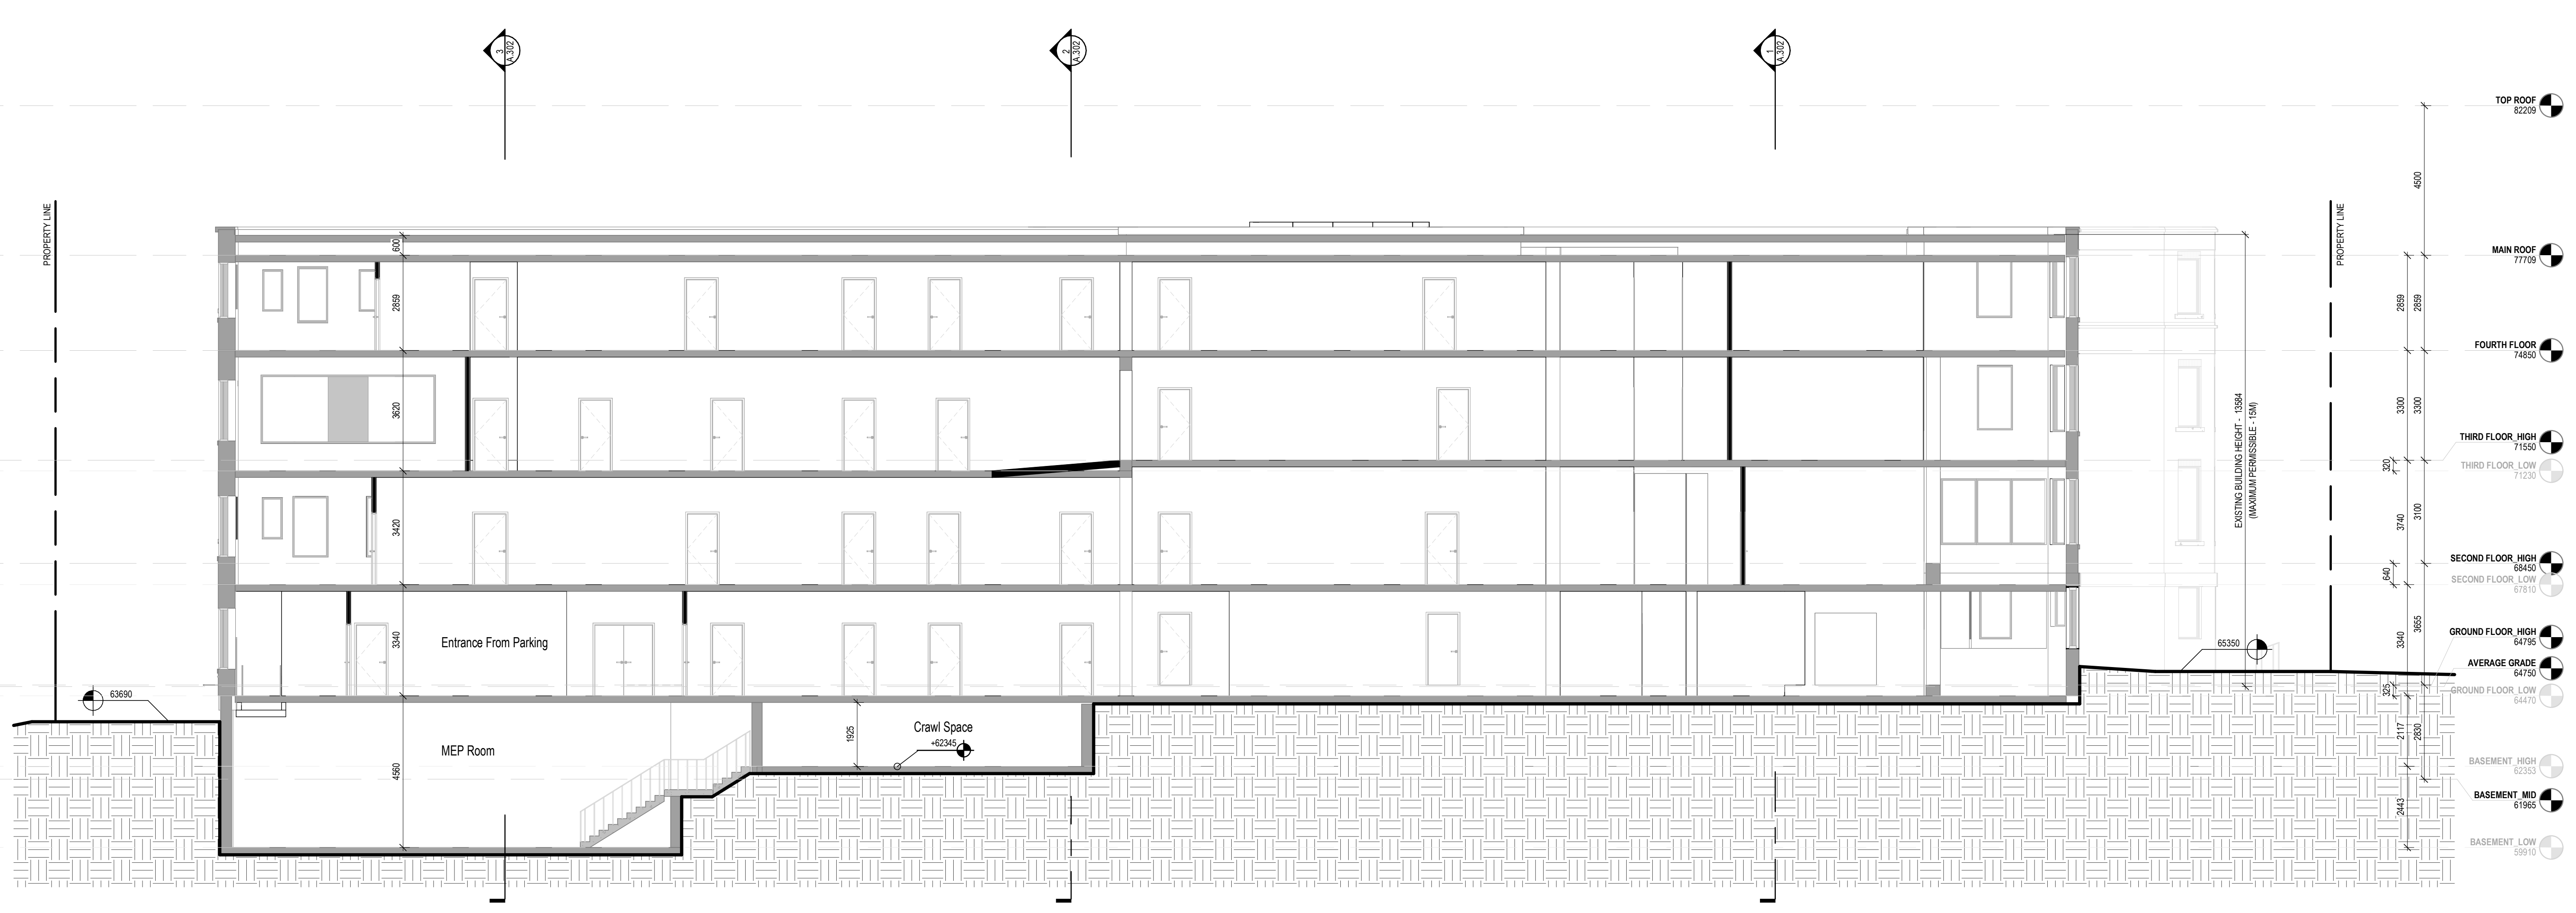 3
A.302
2
A.302
1
A.302
TOP ROOF
82209
4500
PROPERTY LINE
PROPERTY LINE
600
MAIN ROOF
77709
2859
2859
2859
FOURTH FLOOR
74850
3620
3300
3300
EXISTING BUILDING HEIGHT - 13584
(MAXIMUM PERMISSIBLE - 15M)
THIRD FLOOR_HIGH
71550
320
THIRD FLOOR_LOW
71230
3420
3740
3100
SECOND FLOOR_HIGH
68450
640
SECOND FLOOR_LOW
67810
3340
Entrance From Parking
65350
3340
3655
GROUND FLOOR_HIGH
64795
AVERAGE GRADE
64750
63690
325
GROUND FLOOR_LOW
64470
Crawl Space
1925
+62345
MEP Room
4560
2117
2830
BASEMENT_HIGH
62353
BASEMENT_MID
61965
2443
BASEMENT_LOW
59910